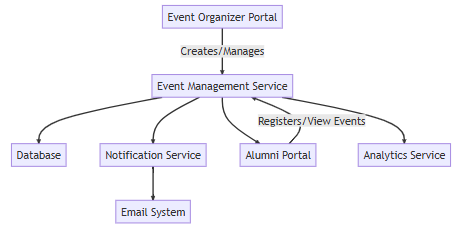 Event Organizer Portal
Creates/Manages
Event Management Service
Registers/View Events
Database
Notification Service
Alumni Portal
Analytics Service
Email System